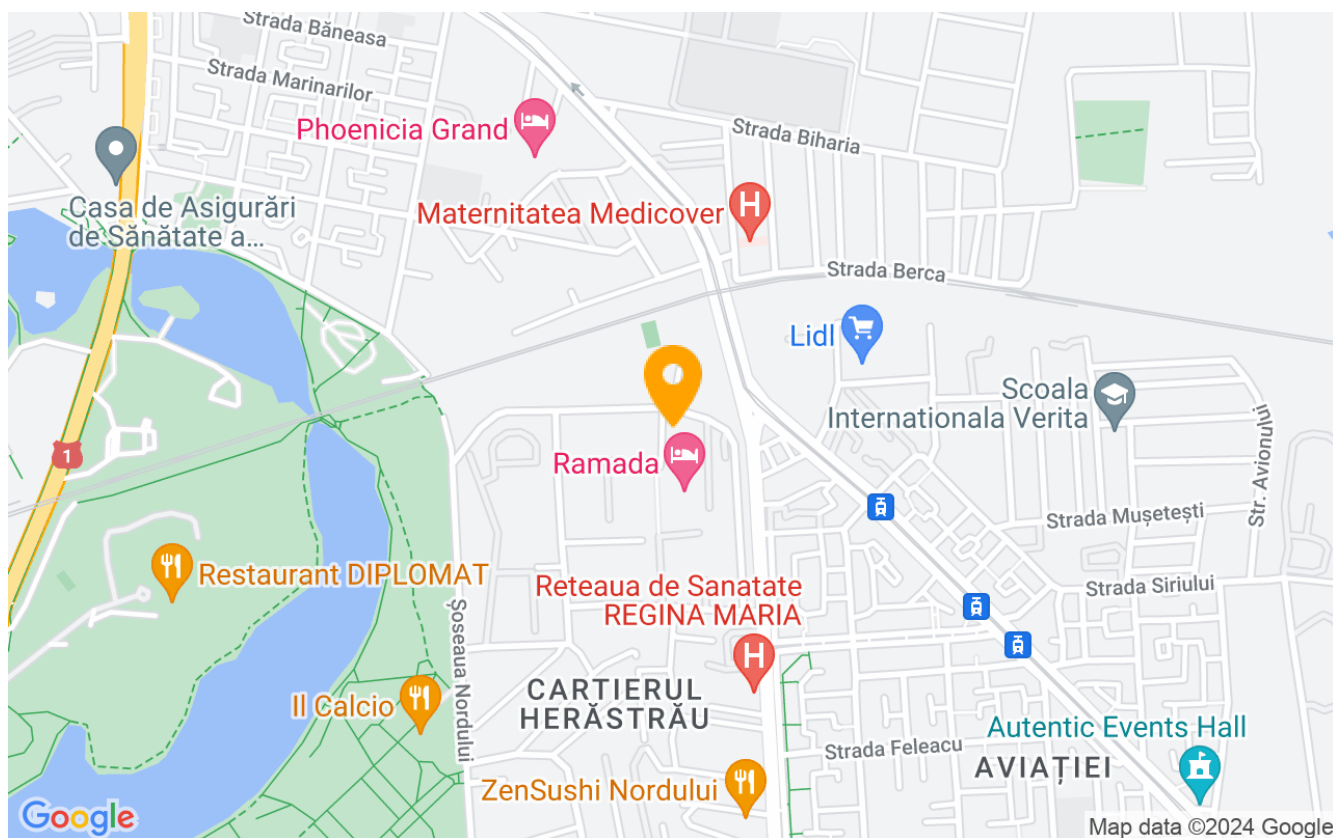 Strada Băneasa
Strada Marinarilor
Phoenicia Grand
Strada Biharia
Casa de Asigurări
de Sănătate a...
Maternitatea Medicover
H
Strada Berca
Lidl
Scoala
Internationala Verita
1
Ramada
Str. Avionului
Strada Mușetești
Restaurant DIPLOMAT
Reteaua de Sanatate
REGINA MARIA
H
Strada Siriului
Șoseaua Nordului
Il Calcio
CARTIERUL
HERĂSTRĂU
Strada Feleacu
Autentic Events Hall
AVIAȚIEI
ZenSushi Nordului
Google
Map data ©2024 Google